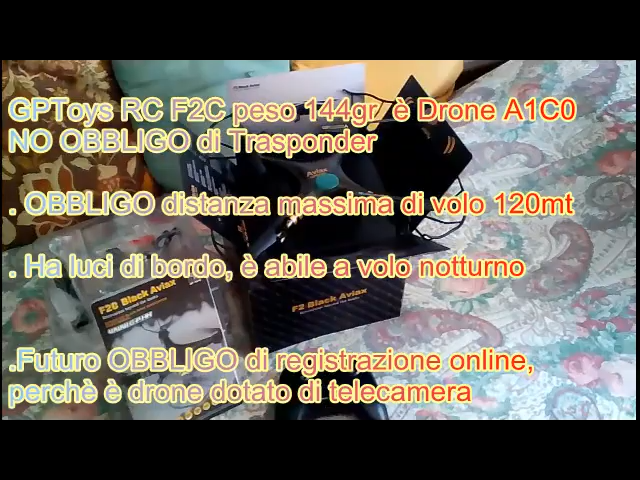 GPToys RC F2C peso 144gr. è Drone A1C0
NO OBBLIGO di Trasponder
. OBBLIGO distanza massima di volo 120mt
. Ha luci di bordo, è abile a volo notturno
.Futuro OBBLIGO di registrazione online,
perchè è drone dotato di telecamera
Aviax
F2C Black Aviax
F2 Black Aviax